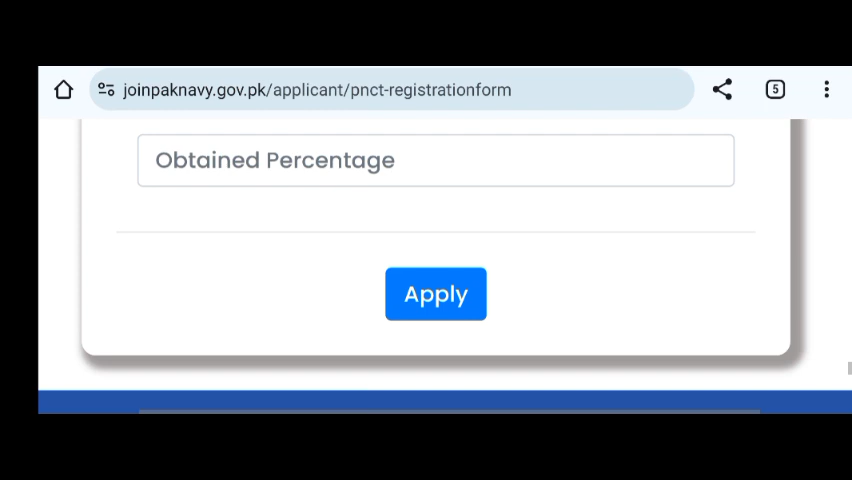 joinpaknavy.gov.pk/applicant/pnct-registrationform
5
Obtained Percentage
Apply